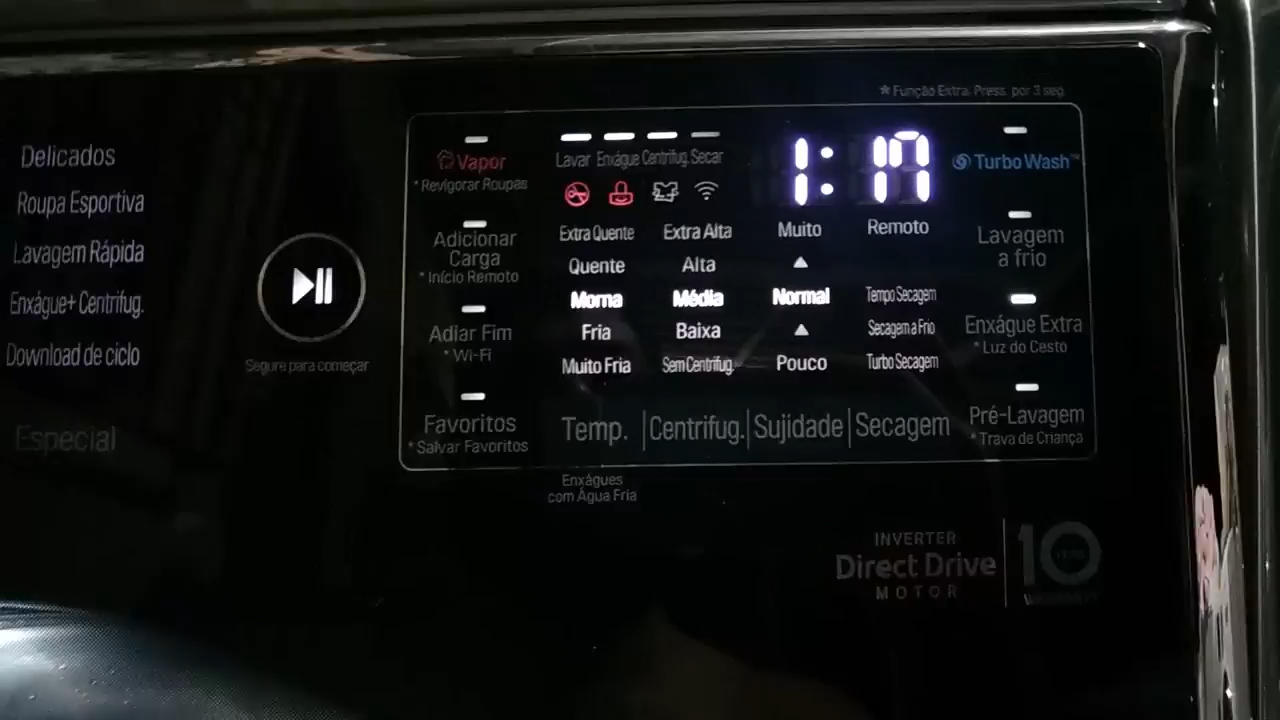 * Função Extra. Press. por 3 seg.
Delicados
Roupa Esportiva
Lavagem Rápida
Enxágue+ Centrifug.
Download de ciclo
Especial
Segure para começar
Vapor
* Revigorar Roupas
Adicionar
Carga
* Início Remoto
Adiar Fim
* Wi-Fi
Favoritos
* Salvar Favoritos
Lavar Enxágue Centrifug. Secar
Extra Quente Extra Alta Muito Remoto
Quente Alta ▲
Morna Média Normal Tempo Secagem
Fria Baixa ▲ Secagem a Frio
Muito Fria Sem Centrifug. Pouco Turbo Secagem
Temp. Centrifug. Sujidade Secagem
Enxágues
com Água Fria
TurboWash™
Lavagem
a frio
Enxágue Extra
* Luz do Cesto
Pré-Lavagem
* Trava de Criança
INVERTER
Direct Drive
MOTOR
10